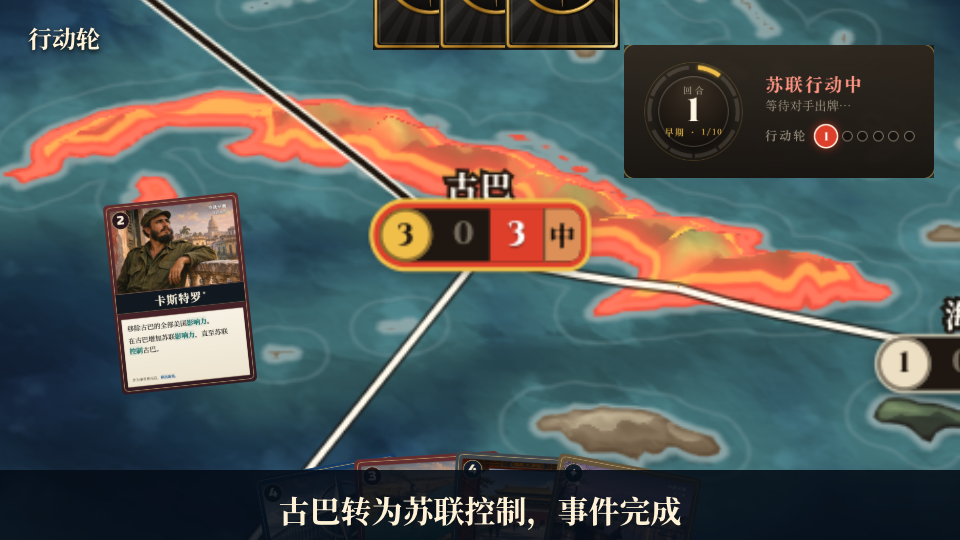 行动轮
回合
1
早期 · 1/10
苏联行动中
等待对手出牌…
行动轮 1
古巴
3 0 3 中
2
卡斯特罗*
移除古巴的全部美国影响力。
在古巴增加苏联影响力，直至苏联
控制古巴。
1
3
4
古巴转为苏联控制，事件完成